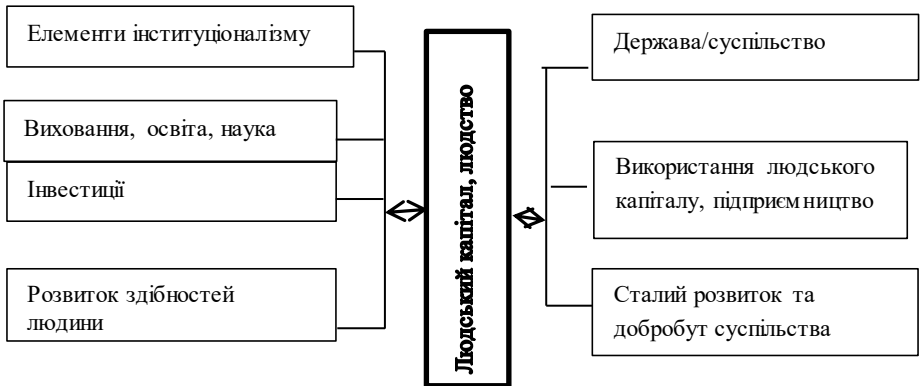 Елементи інституціоналізму
Виховання, освіта, наука
Інвестиції
Розвиток здібностей
людини
Людський капітал, людство
Держава/суспільство
Використання людського
капіталу, підприємництво
Сталий розвиток та
добробут суспільства